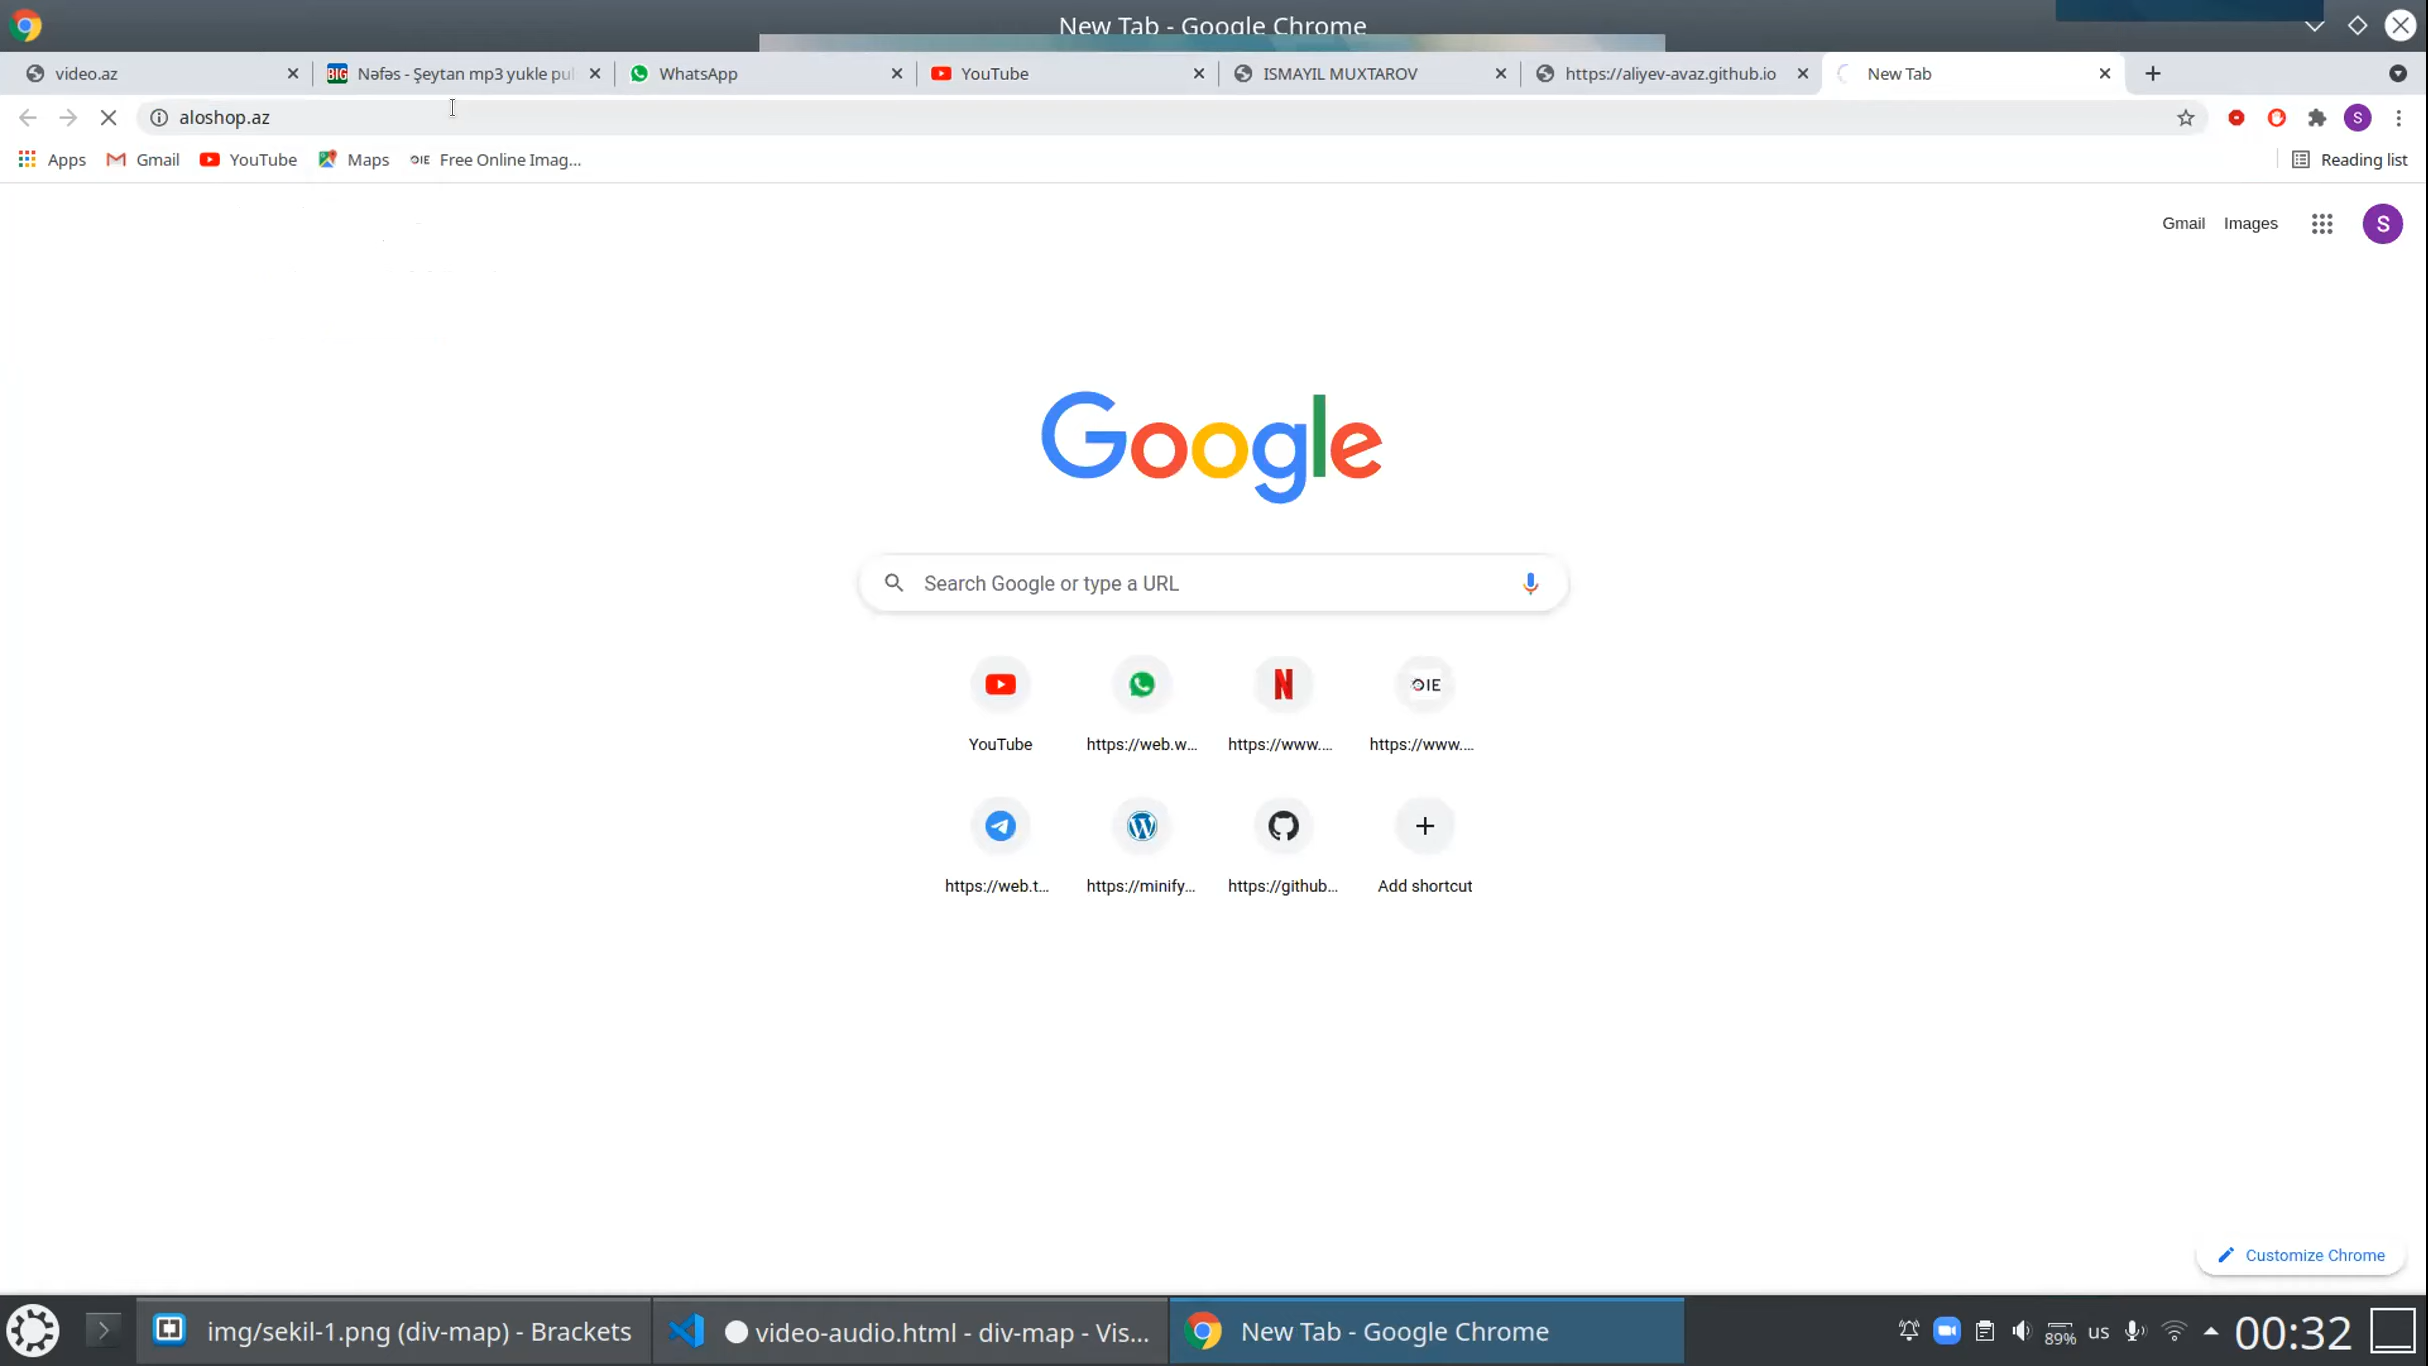 New Tab - Google Chrome
video.az
BIG Nəfəs - Şeytan mp3 yukle pul
WhatsApp
YouTube
ISMAYIL MUXTAROV
https://aliyev-avaz.github.io
New Tab
aloshop.az
S
Apps
Gmail
YouTube
Maps
OIE Free Online Imag...
Reading list
Gmail
Images
S
Google
Search Google or type a URL
N
OIE
YouTube
https://web.w...
https://www....
https://www....
https://web.t...
https://minify...
https://github...
Add shortcut
Customize Chrome
img/sekil-1.png (div-map) - Brackets
video-audio.html - div-map - Vis...
New Tab - Google Chrome
89%
us
00:32